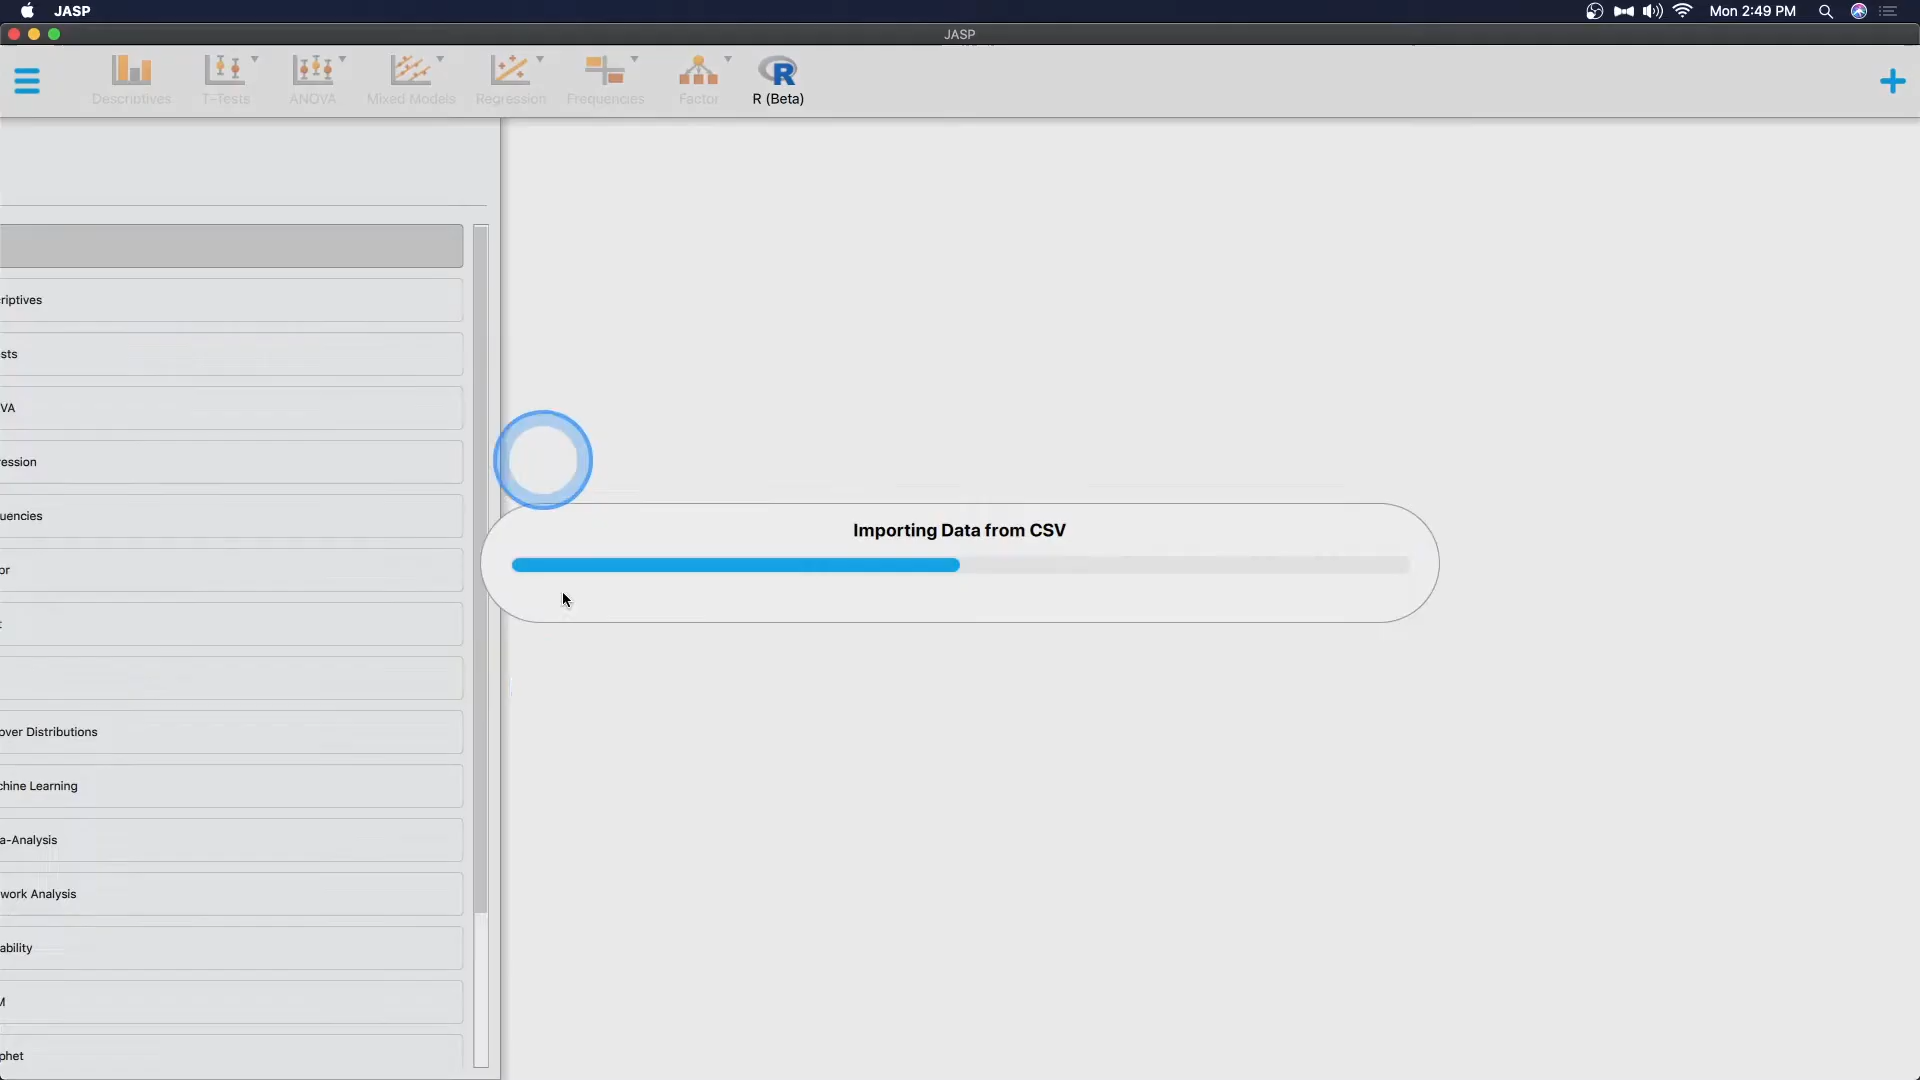 JASP
Mon 2:49 PM
JASP
Descriptives
T-Tests
ANOVA
Mixed Models
Regression
Frequencies
Factor
R (Beta)
riptives
sts
VA
ression
uencies
or
t
over Distributions
chine Learning
a-Analysis
work Analysis
ability
M
phet
Importing Data from CSV